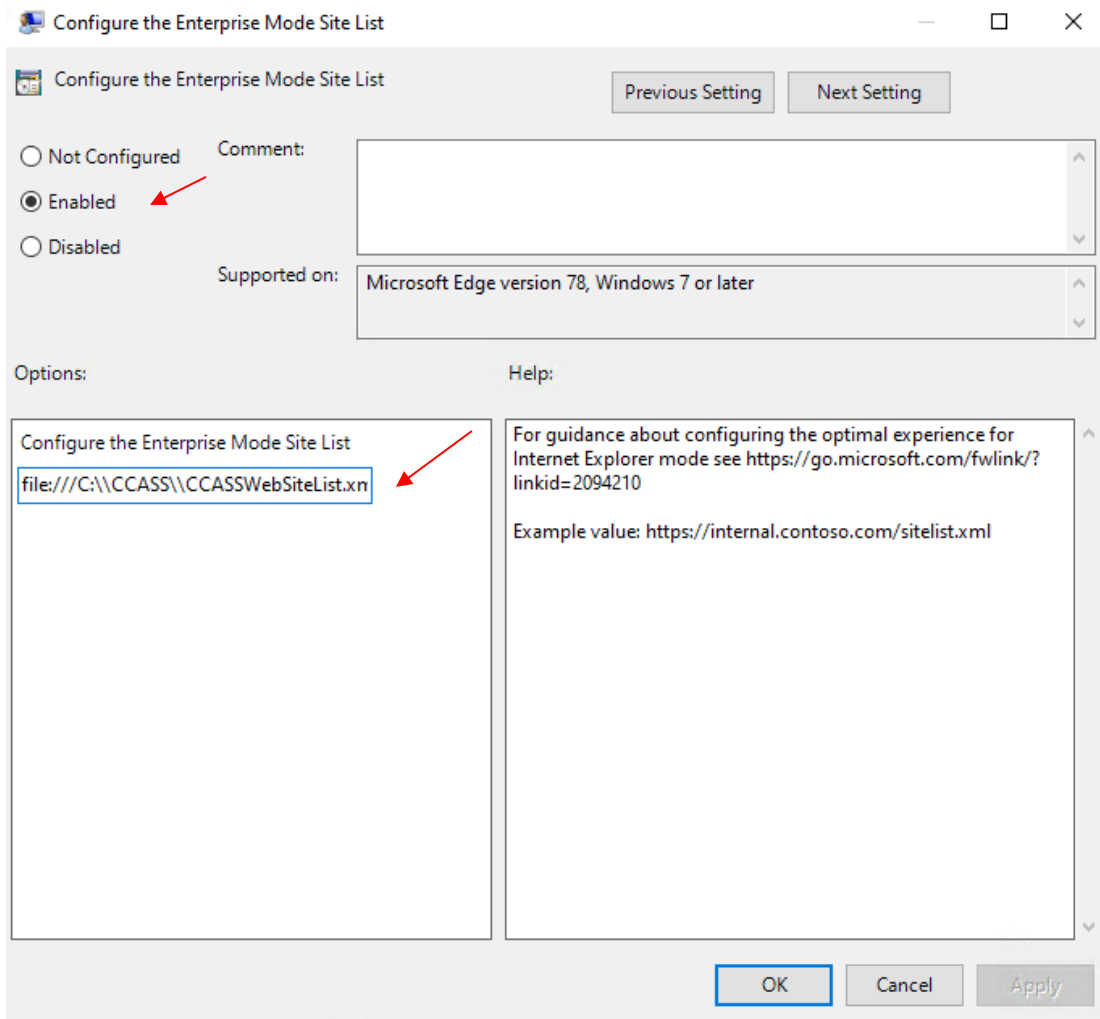 Configure the Enterprise Mode Site List
Configure the Enterprise Mode Site List
Previous Setting
Next Setting
Not Configured
Comment:
Enabled
Disabled
Supported on:
Microsoft Edge version 78, Windows 7 or later
Options:
Help:
Configure the Enterprise Mode Site List
file:///C:\\CCASS\\CCASSWebSiteList.xm
For guidance about configuring the optimal experience for
Internet Explorer mode see https://go.microsoft.com/fwlink/?
linkid=2094210
Example value: https://internal.contoso.com/sitelist.xml
OK
Cancel
Apply